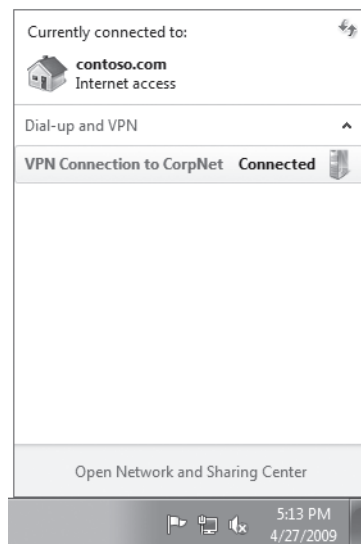 Currently connected to:
contoso.com
Internet access
Dial-up and VPN
VPN Connection to CorpNet Connected
Open Network and Sharing Center
5:13 PM
4/27/2009